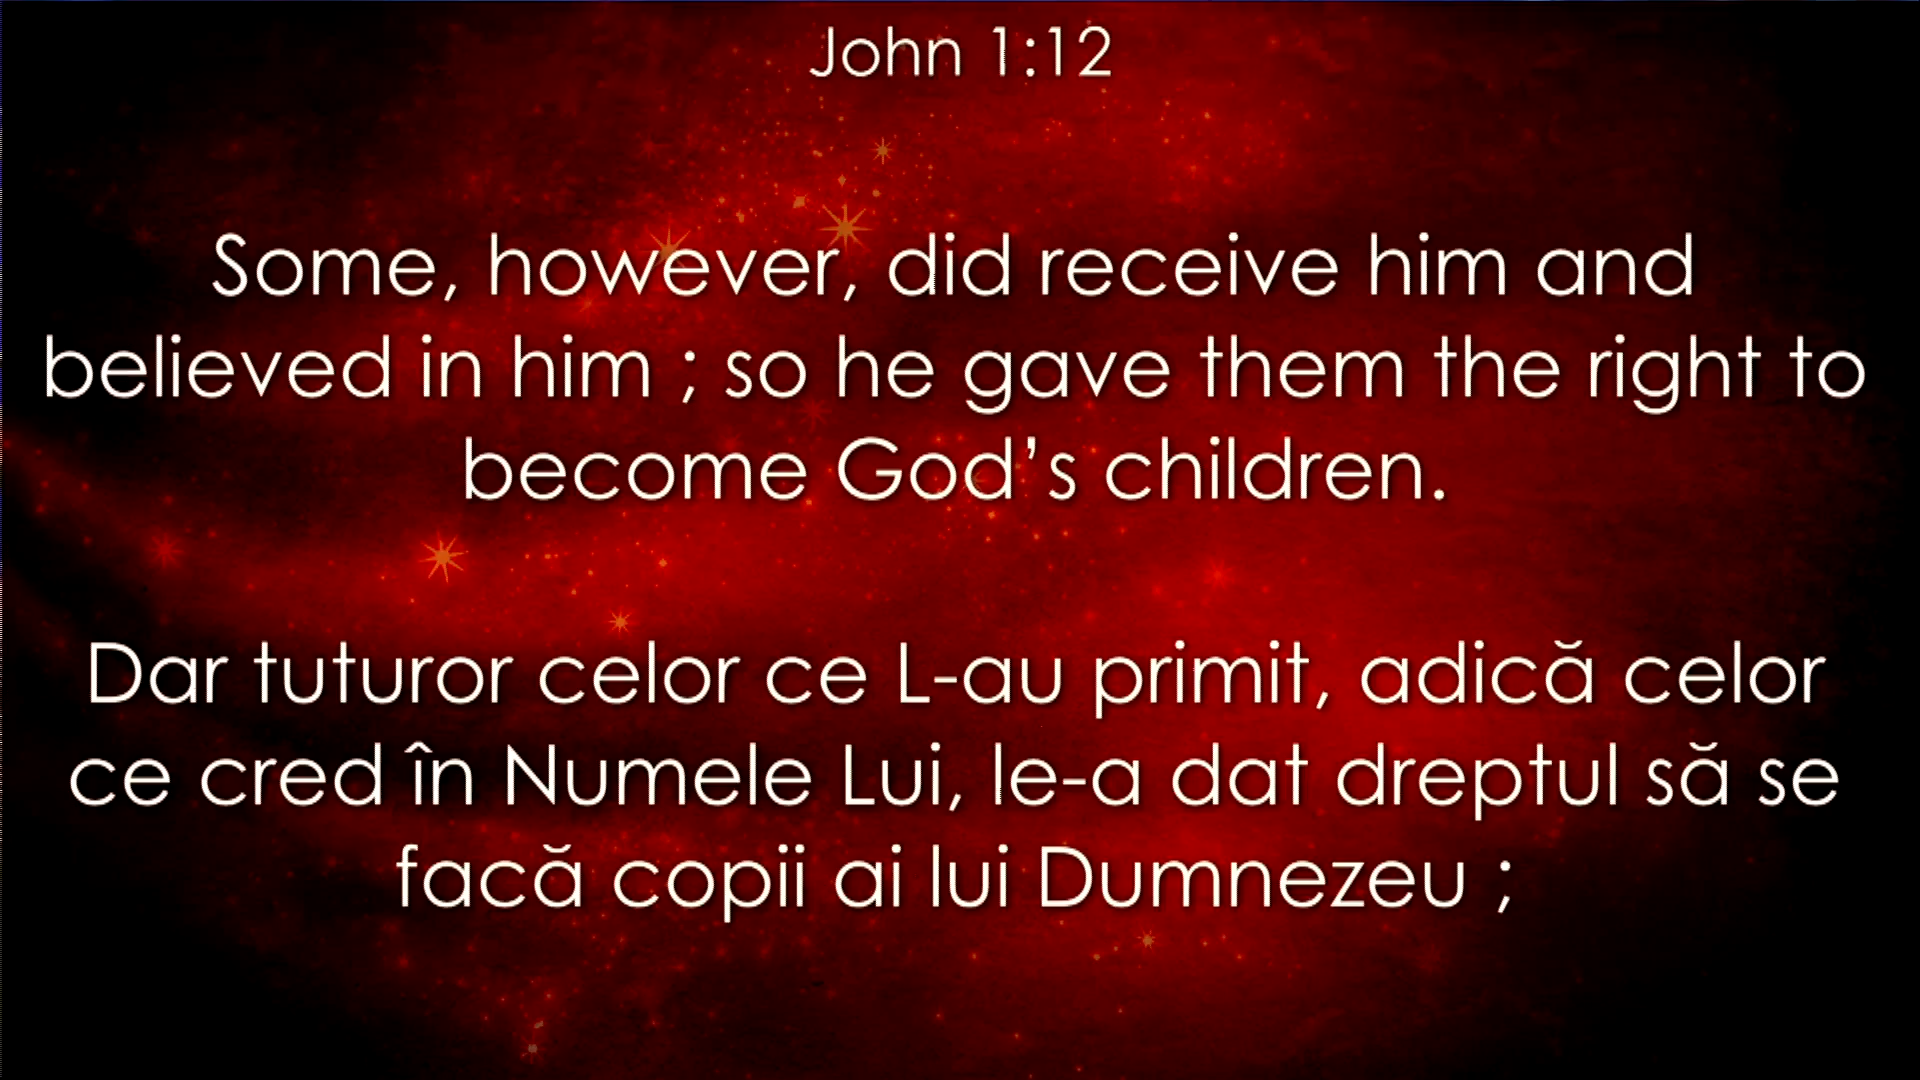 John 1:12
Some, however, did receive him and
believed in him ; so he gave them the right to
become God’s children.
Dar tuturor celor ce L-au primit, adică celor
ce cred în Numele Lui, le-a dat dreptul să se
facă copii ai lui Dumnezeu ;